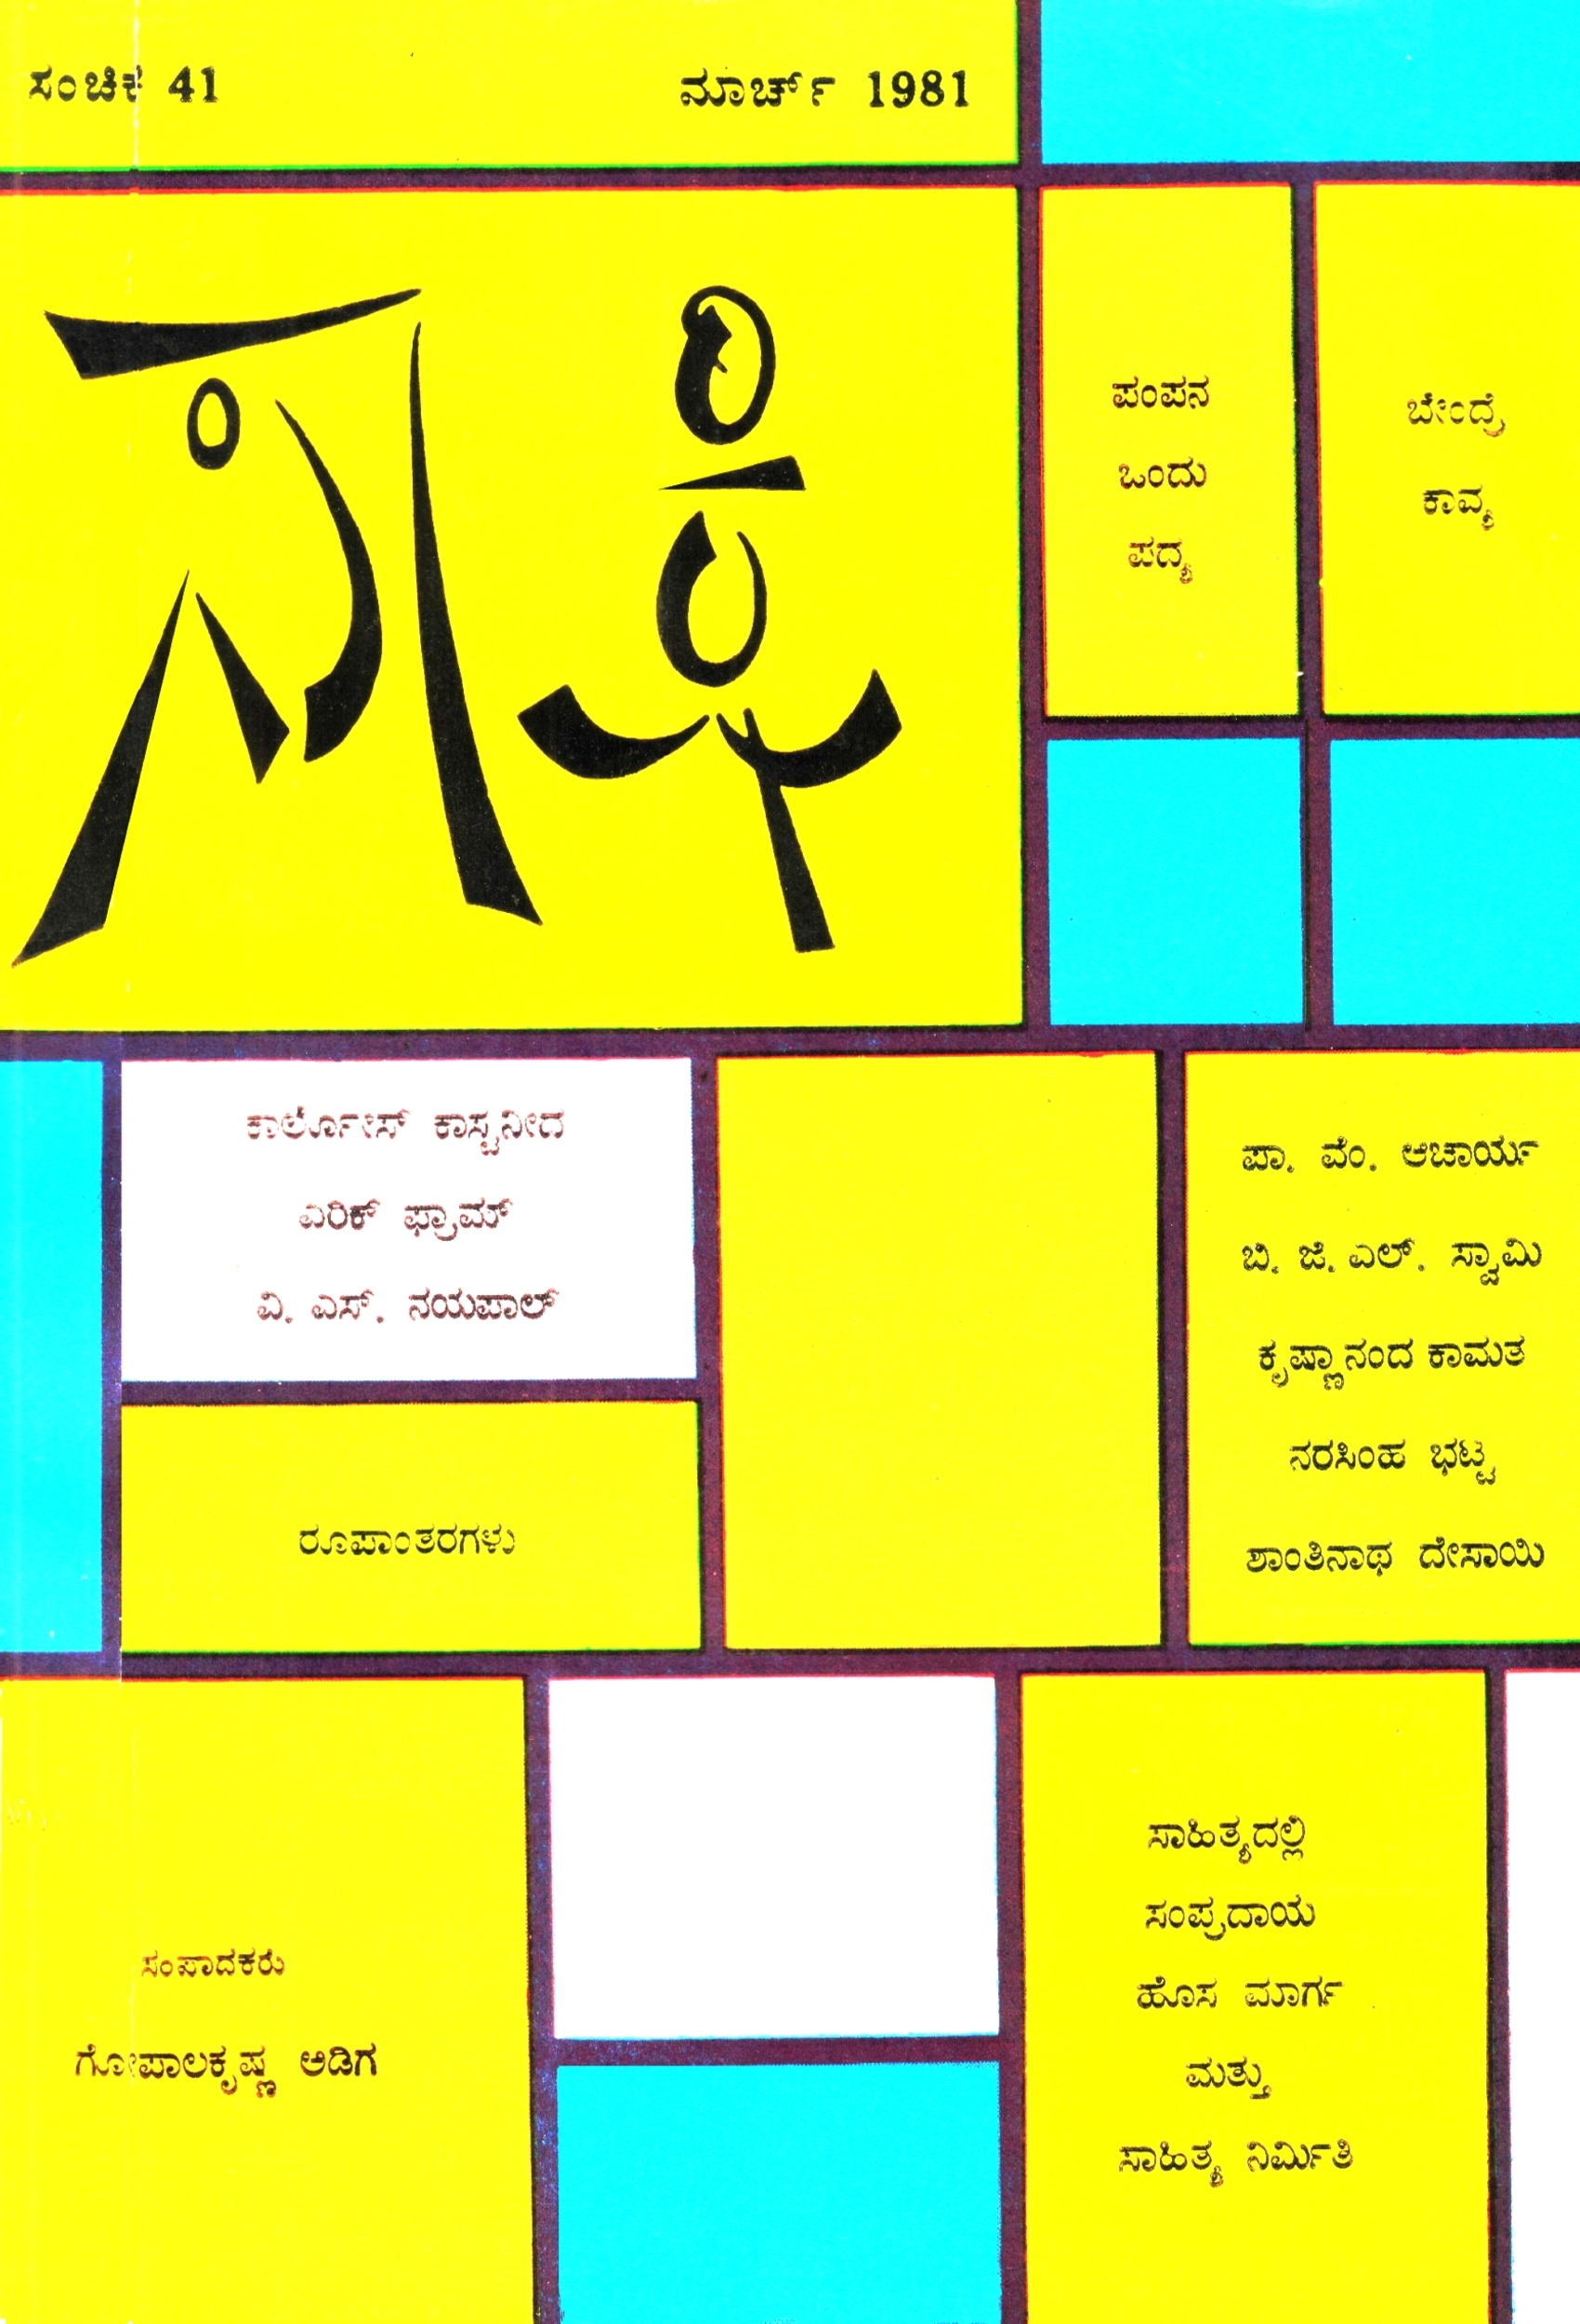 ಸಂಚಿಕೆ 41
ಮಾರ್ಚ್ 1981
ಸಾಕ್ಷಿ
ಪಂಪನ
ಒಂದು
ಪದ್ಯ
ಬೇಂದ್ರೆ
ಕಾವ್ಯ
ಕಾರ್ಲೋಸ್ ಕಾಸ್ಟನೀದ
ಎರಿಕ್ ಫ್ರಾಮ್
ವಿ. ಎಸ್. ನಯಪಾಲ್
ರೂಪಾಂತರಗಳು
ಪಾ. ವೆಂ. ಆಚಾರ್ಯ
ಬಿ. ಜಿ. ಎಲ್. ಸ್ವಾಮಿ
ಕೃಷ್ಣಾನಂದ ಕಾಮತ
ನರಸಿಂಹ ಭಟ್ಟ
ಶಾಂತಿನಾಥ ದೇಸಾಯಿ
ಸಂಪಾದಕರು
ಗೋಪಾಲಕೃಷ್ಣ ಅಡಿಗ
ಸಾಹಿತ್ಯದಲ್ಲಿ
ಸಂಪ್ರದಾಯ
ಹೊಸ ಮಾರ್ಗ
ಮತ್ತು
ಸಾಹಿತ್ಯ ನಿರ್ಮಿತಿ